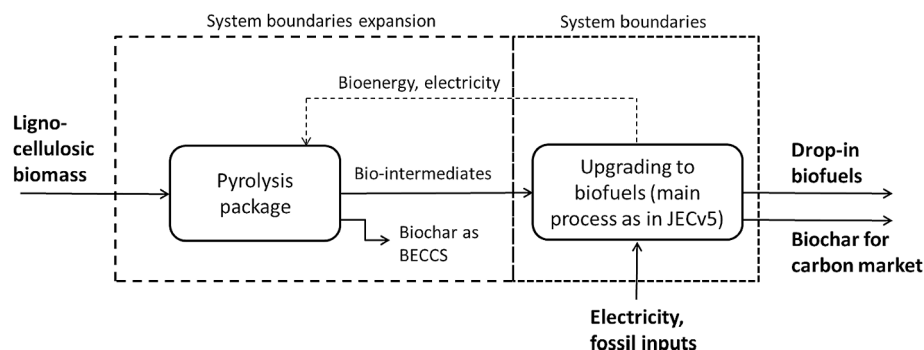 System boundaries expansion
System boundaries
Bioenergy, electricity
Ligno-
cellulosic
biomass
Pyrolysis
package
Bio-intermediates
Biochar as
BECCS
Upgrading to
biofuels (main
process as in JECv5)
Drop-in
biofuels
Biochar for
carbon market
Electricity,
fossil inputs